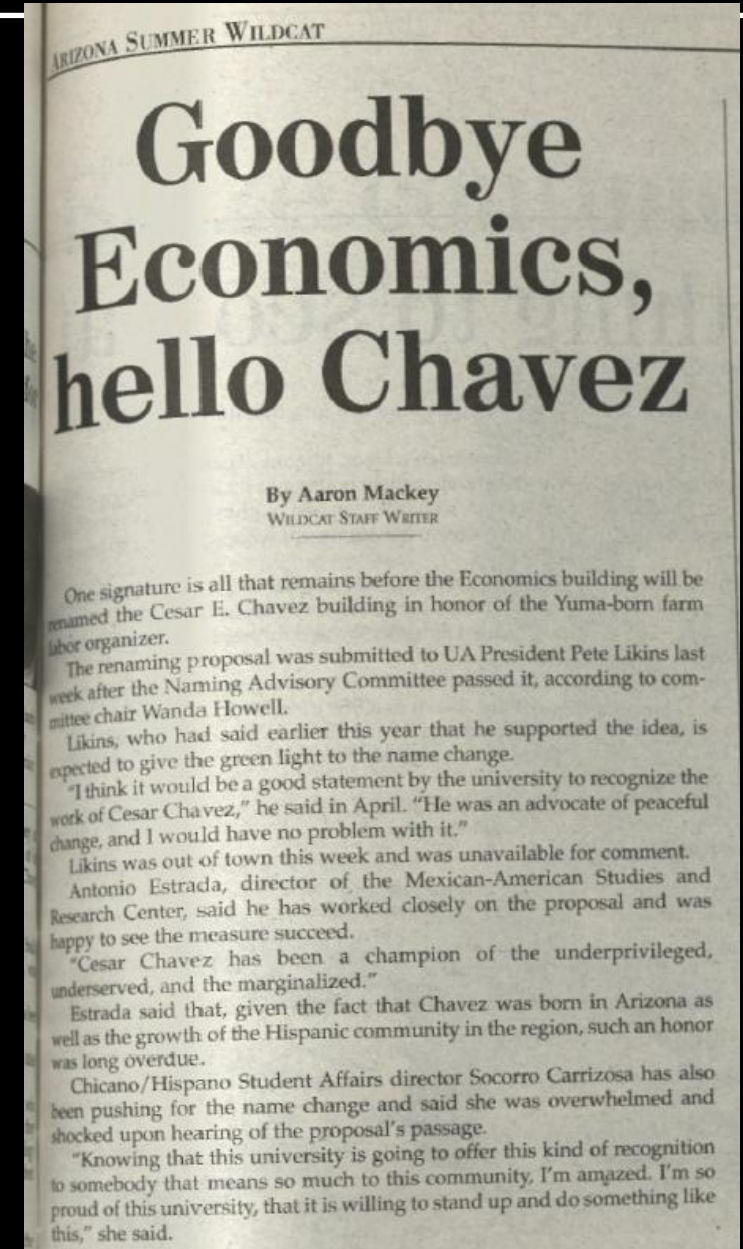 ARIZONA SUMMER WILDCAT
Goodbye
Economics,
hello Chavez
By Aaron Mackey
WILDCAT STAFF WRITER
One signature is all that remains before the Economics building will be
renamed the Cesar E. Chavez building in honor of the Yuma-born farm
labor organizer.
The renaming proposal was submitted to UA President Pete Likins last
week after the Naming Advisory Committee passed it, according to com-
mittee chair Wanda Howell.
Likins, who had said earlier this year that he supported the idea, is
expected to give the green light to the name change.
"I think it would be a good statement by the university to recognize the
work of Cesar Chavez," he said in April. "He was an advocate of peaceful
change, and I would have no problem with it."
Likins was out of town this week and was unavailable for comment.
Antonio Estrada, director of the Mexican-American Studies and
Research Center, said he has worked closely on the proposal and was
happy to see the measure succeed.
"Cesar Chavez has been a champion of the underprivileged,
underserved, and the marginalized."
Estrada said that, given the fact that Chavez was born in Arizona as
well as the growth of the Hispanic community in the region, such an honor
was long overdue.
Chicano/Hispano Student Affairs director Socorro Carrizosa has also
been pushing for the name change and said she was overwhelmed and
shocked upon hearing of the proposal's passage.
"Knowing that this university is going to offer this kind of recognition
to somebody that means so much to this community, I'm amazed. I'm so
proud of this university, that it is willing to stand up and do something like
this," she said.